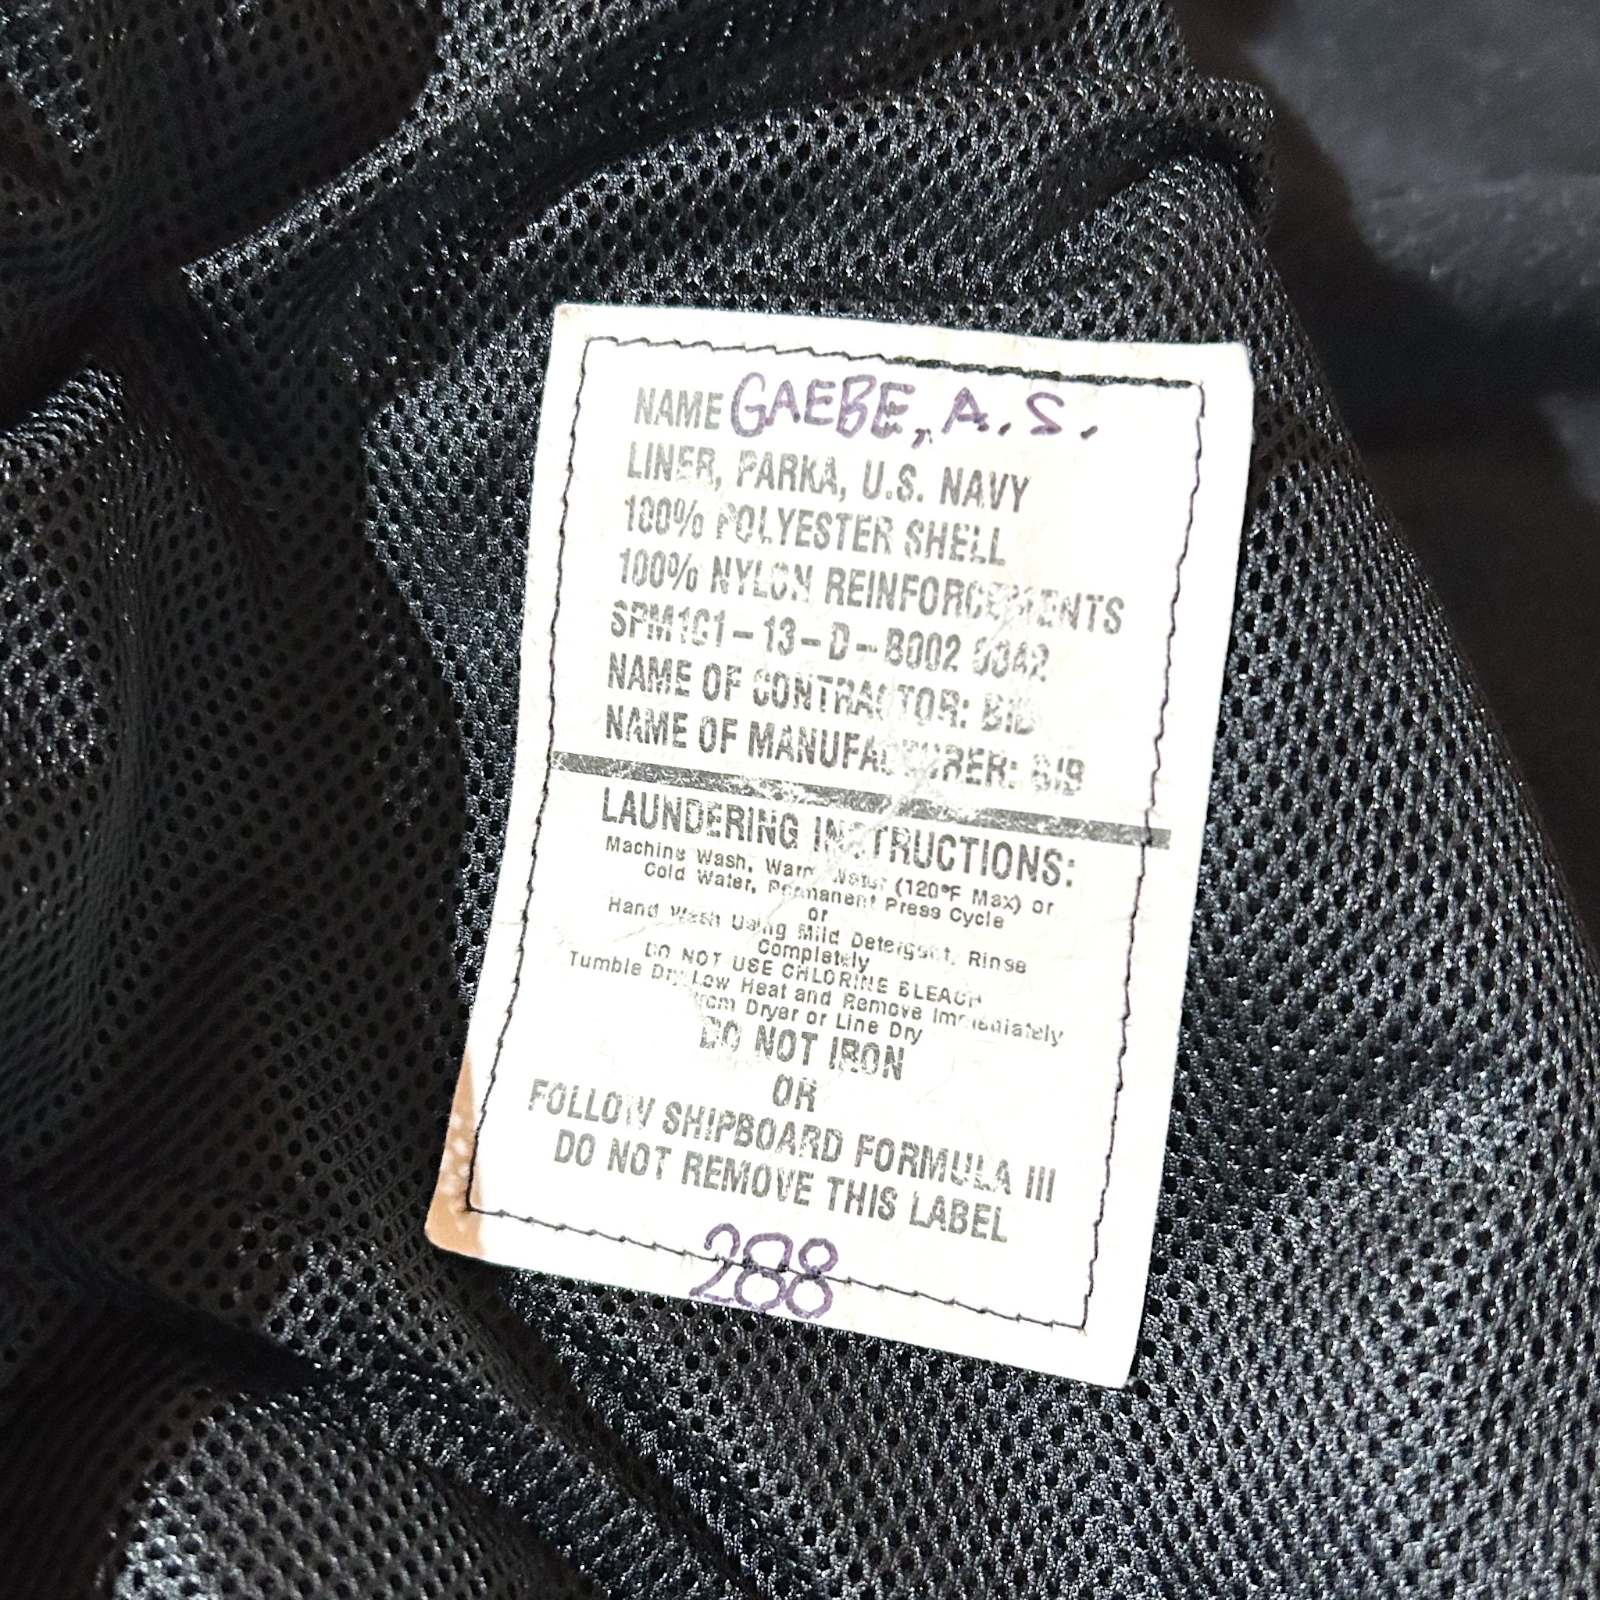 NAME GAEBE, A.S.
LINER, PARKA, U.S. NAVY
100% POLYESTER SHELL
100% NYLON REINFORCEMENTS
SPM1C1-13-D-B002 0342
NAME OF CONTRACTOR: BIB
NAME OF MANUFACTURER: BIB
LAUNDERING INSTRUCTIONS:
Machine Wash, Warm Water (120°F Max) or
Cold Water, Permanent Press Cycle
or
Hand Wash Using Mild Detergent, Rinse
Completely
DO NOT USE CHLORINE BLEACH
Tumble Dry Low Heat and Remove Immediately
from Dryer or Line Dry
DO NOT IRON
OR
FOLLOW SHIPBOARD FORMULA III
DO NOT REMOVE THIS LABEL
288